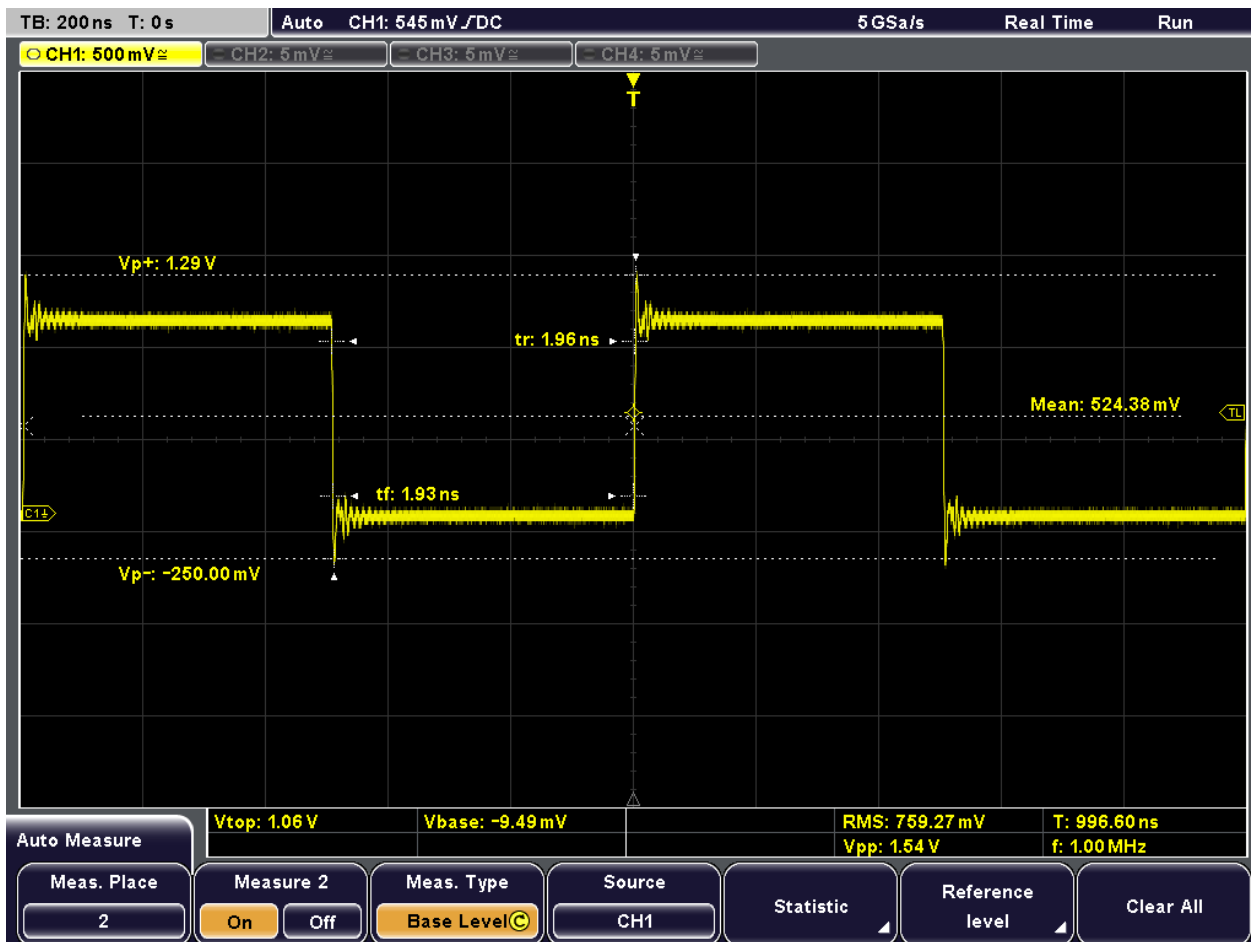 TB: 200 ns T: 0 s Auto CH1: 545 mV DC 5 GSa/s Real Time Run
CH1: 500 mV≅ CH2: 5 mV≅ CH3: 5 mV≅ CH4: 5 mV≅
T
Vp+: 1.29 V
tr: 1.96 ns
Mean: 524.38 mV
TL
tf: 1.93 ns
C1
Vp-: -250.00 mV
Vtop: 1.06 V Vbase: -9.49 mV RMS: 759.27 mV T: 996.60 ns
Vpp: 1.54 V f: 1.00 MHz
Auto Measure
Meas. Place Measure 2 Meas. Type Source Statistic Reference level Clear All
2 On Off Base Level C CH1